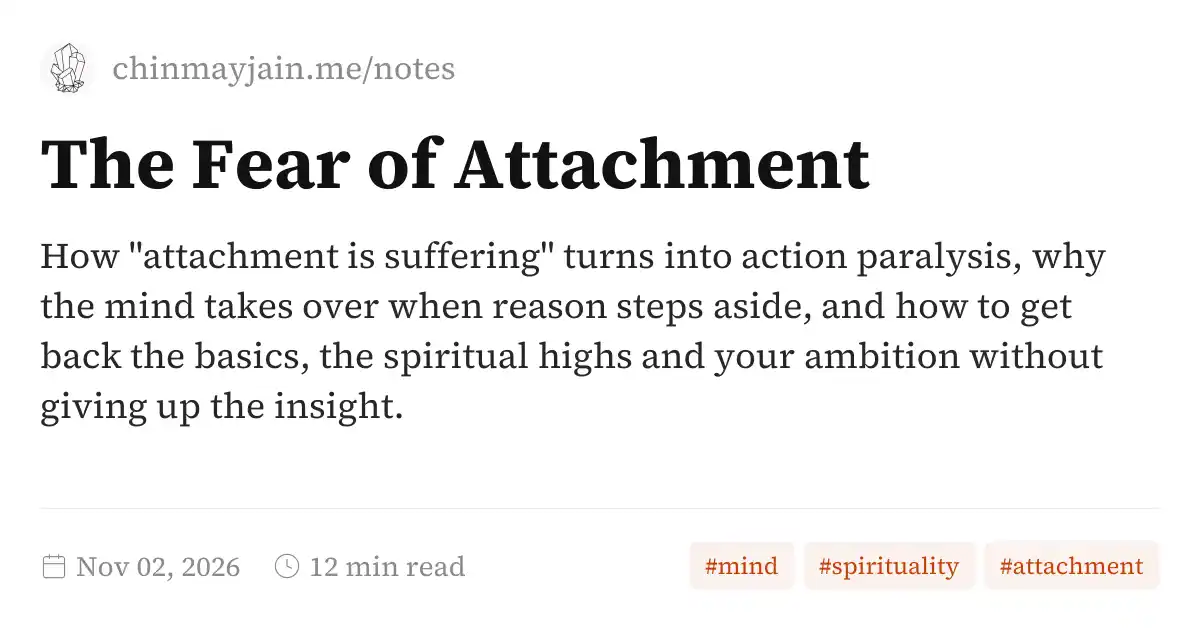 chinmayjain.me/notes
The Fear of Attachment
How "attachment is suffering" turns into action paralysis, why
the mind takes over when reason steps aside, and how to get
back the basics, the spiritual highs and your ambition without
giving up the insight.
Nov 02, 2026 12 min read #mind #spirituality #attachment